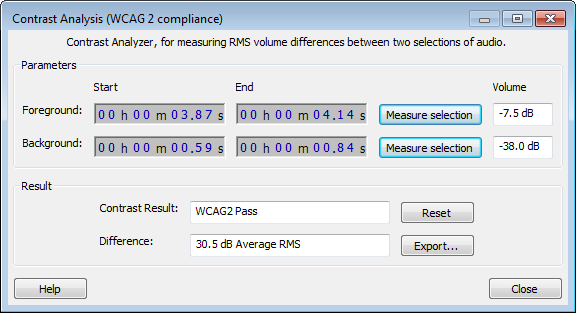 Contrast Analysis (WCAG 2 compliance)
Contrast Analyzer, for measuring RMS volume differences between two selections of audio.
Parameters
Start End Volume
Foreground: 00 h 00 m 03.87 s 00 h 00 m 04.14 s Measure selection -7.5 dB
Background: 00 h 00 m 00.59 s 00 h 00 m 00.84 s Measure selection -38.0 dB
Result
Contrast Result: WCAG2 Pass Reset
Difference: 30.5 dB Average RMS Export...
Help Close